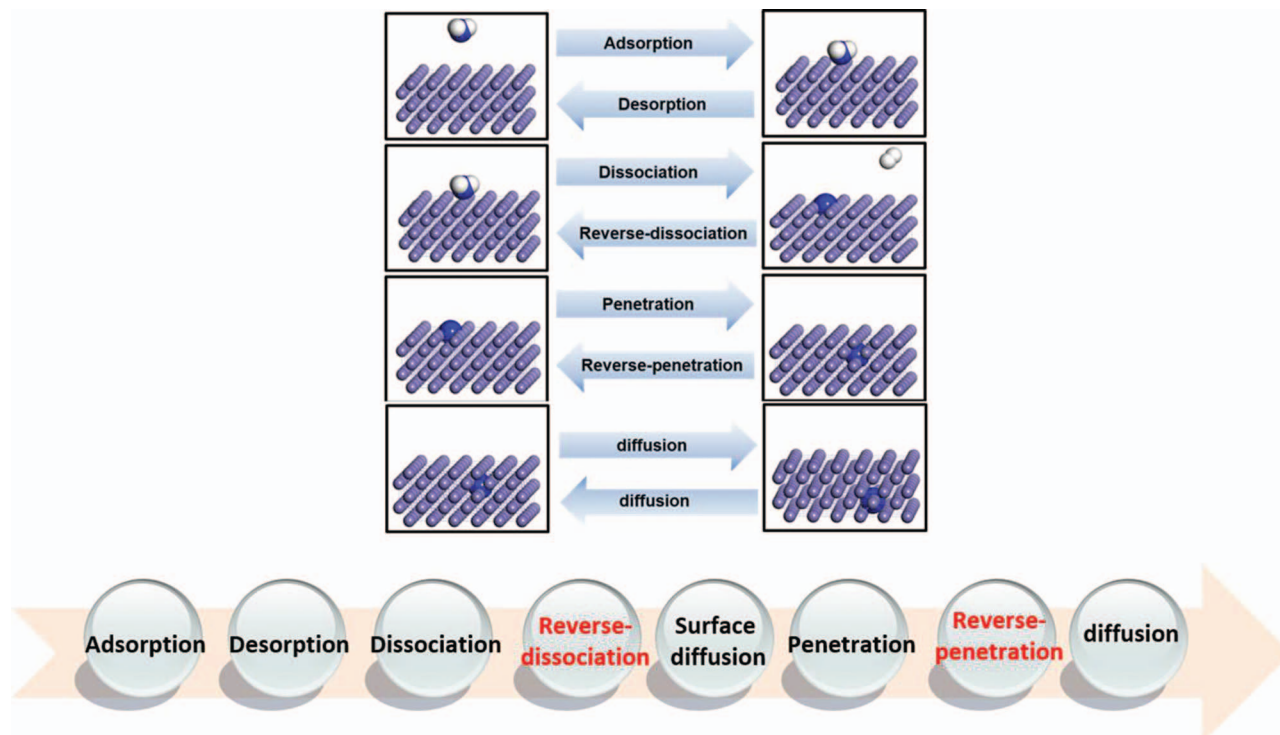 Adsorption
Desorption
Dissociation
Reverse-dissociation
Penetration
Reverse-penetration
diffusion
diffusion
Adsorption
Desorption
Dissociation
Reverse-
dissociation
Surface
diffusion
Penetration
Reverse-
penetration
diffusion